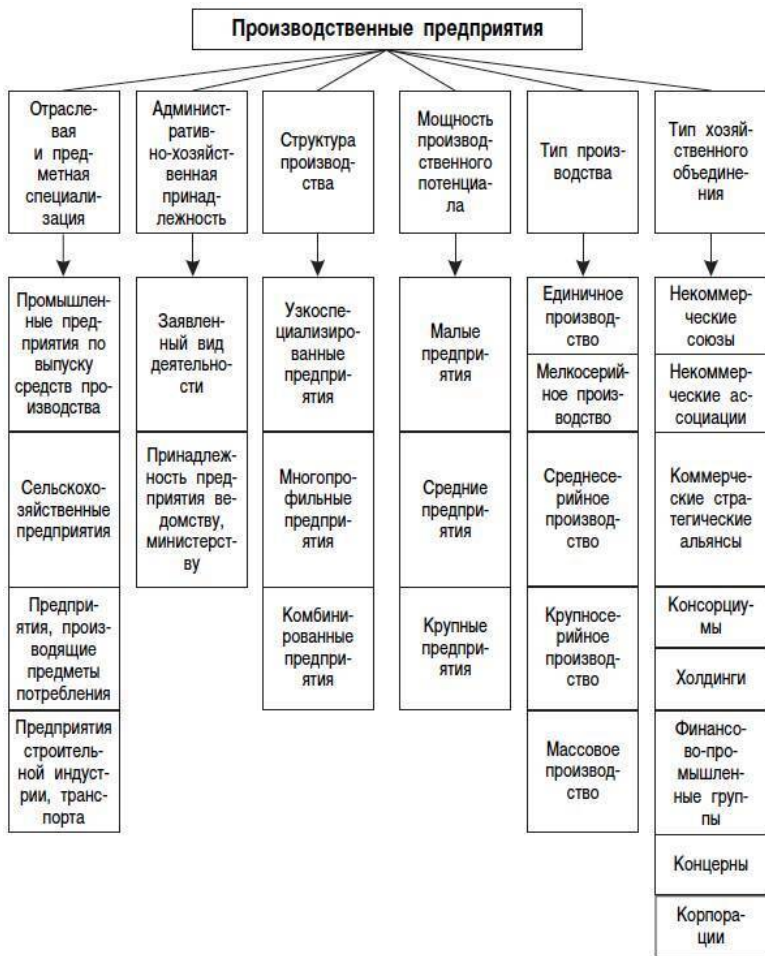 Производственные предприятия
Отрасле-
вая
и пред-
метная
специали-
зация
Админист-
ратив-
но-хозяйст-
венная
принад-
лежность
Структура
производ-
ства
Мощность
производ-
ственного
потенциа-
ла
Тип произ-
водства
Тип хозяй-
ственного
объедине-
ния
Промышлен-
ные пред-
приятия по
выпуску
средств про-
изводства
Сельскохо-
зяйственные
предприятия
Предпри-
ятия, произ-
водящие
предметы
потребления
Предприятия
строитель-
ной индуст-
рии, транс-
порта
Заявлен-
ный вид
деятельно-
сти
Принадлеж-
ность пред-
приятия ве-
домству,
министерст-
ву
Узкоспе-
циализиро-
ванные
предпри-
ятия
Многопро-
фильные
предпри-
ятия
Комбини-
рованные
предпри-
ятия
Малые
предпри-
ятия
Средние
предпри-
ятия
Крупные
предпри-
ятия
Единичное
производ-
ство
Мелкосерий-
ное произ-
водство
Среднесе-
рийное
производ-
ство
Крупносе-
рийное
производ-
ство
Массовое
производ-
ство
Некоммер-
ческие
союзы
Некоммер-
ческие ас-
социации
Коммерче-
ские стра-
тегические
альянсы
Консорциу-
мы
Холдинги
Финансо-
во-про-
мышлен-
ные груп-
пы
Концерны
Корпора-
ции